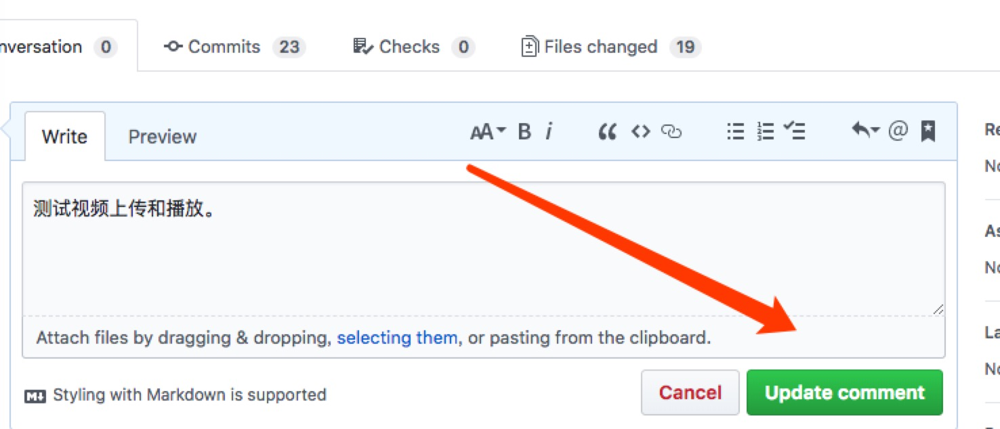 nversation 0 Commits 23 Checks 0 Files changed 19
Write Preview AA B i
测试视频上传和播放。
Attach files by dragging & dropping, selecting them, or pasting from the clipboard.
Styling with Markdown is supported
Cancel Update comment
Re
No
As
No
La
No